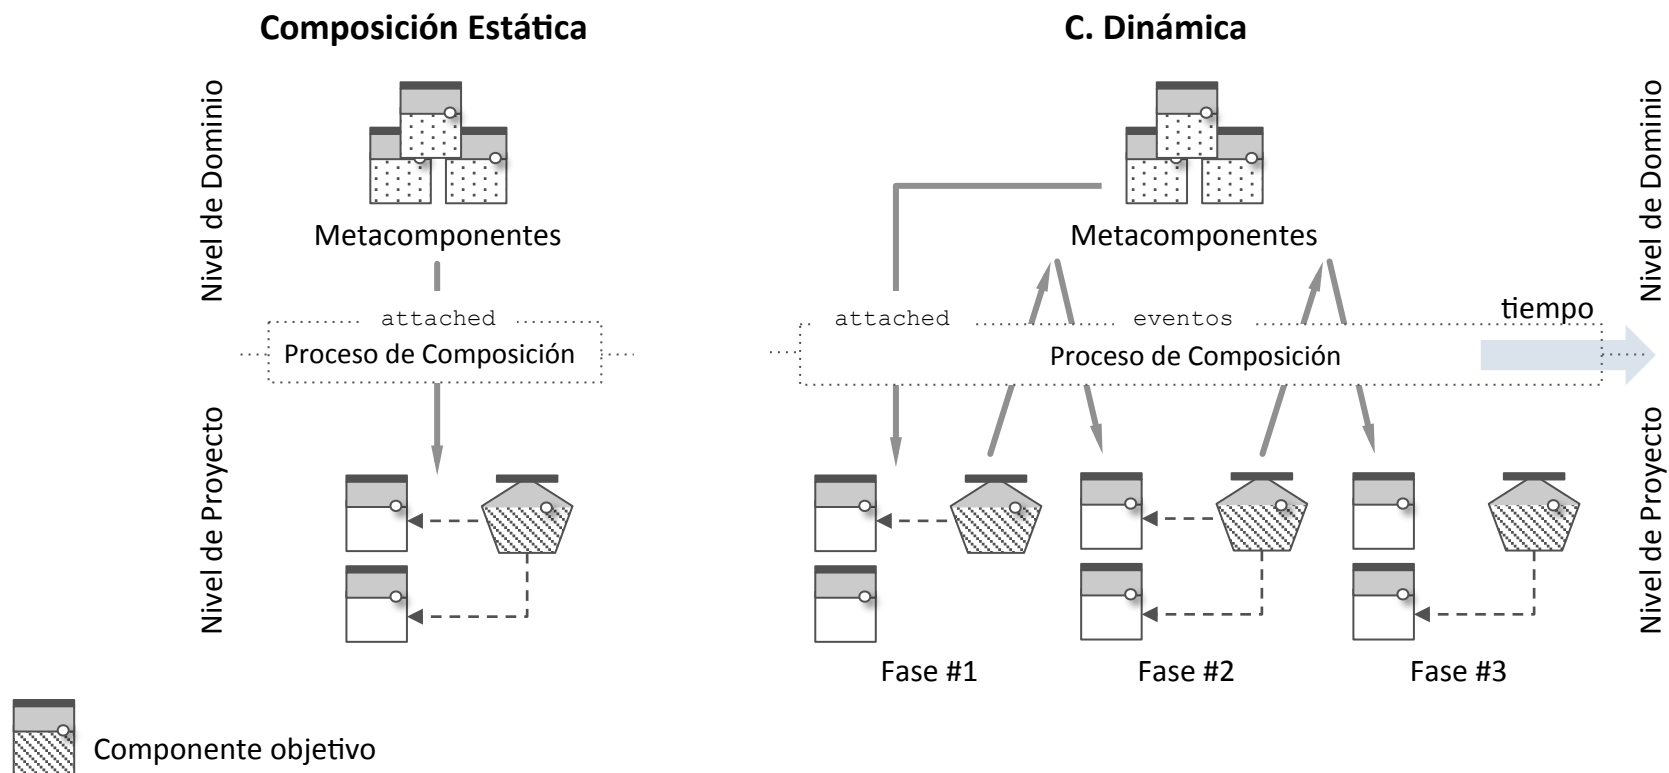 Composición Estática
C. Dinámica
Nivel de Dominio
Metacomponentes
attached
Proceso de Composición
Nivel de Proyecto
Metacomponentes
attached
eventos
tiempo
Proceso de Composición
Nivel de Dominio
Nivel de Proyecto
Fase #1
Fase #2
Fase #3
Componente objetivo